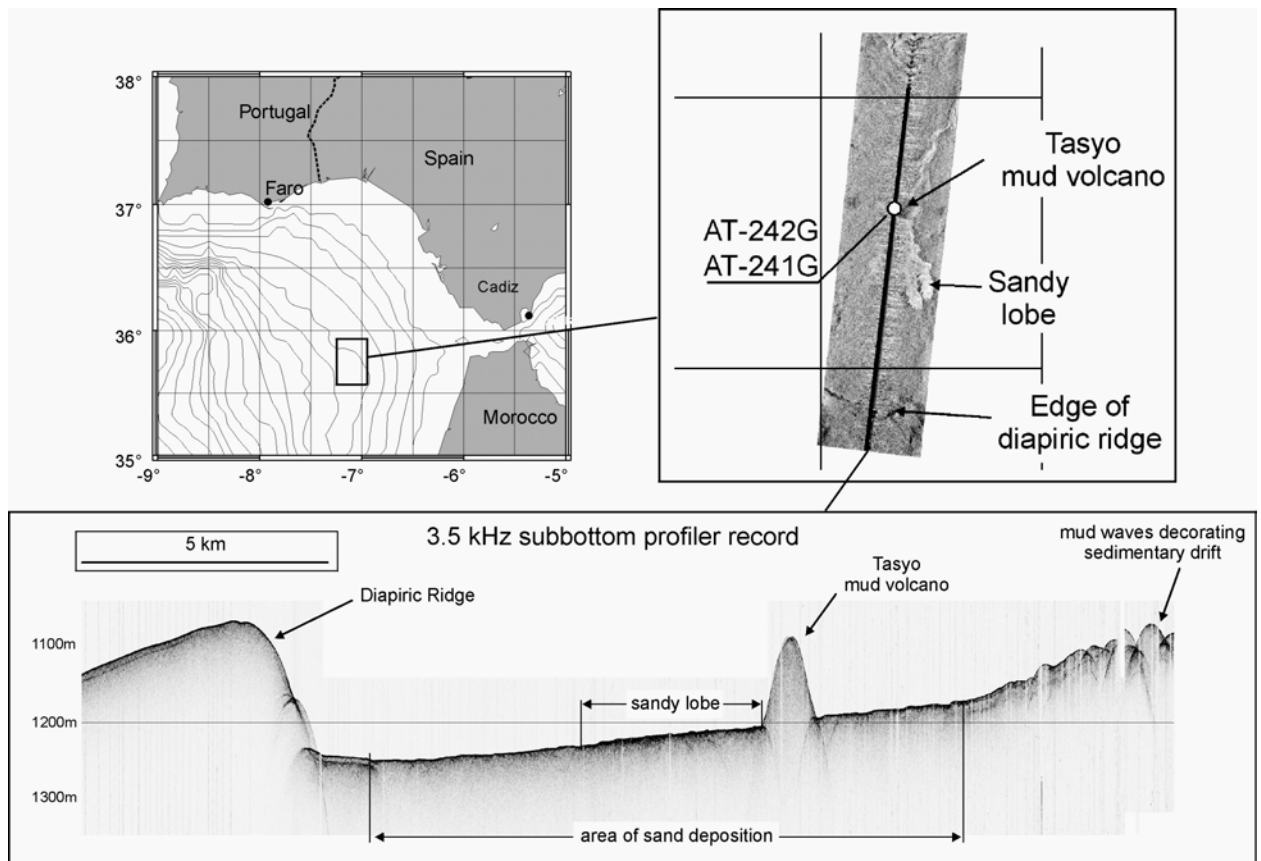 38°
37°
36°
35°
-9°
-8°
-7°
-6°
-5°
Portugal
Spain
Faro
Cadiz
Morocco
Tasyo
mud volcano
AT-242G
AT-241G
Sandy
lobe
Edge of
diapiric ridge
5 km
3.5 kHz subbottom profiler record
mud waves decorating
sedimentary drift
Diapiric Ridge
Tasyo
mud volcano
1100m
1200m
1300m
sandy lobe
area of sand deposition